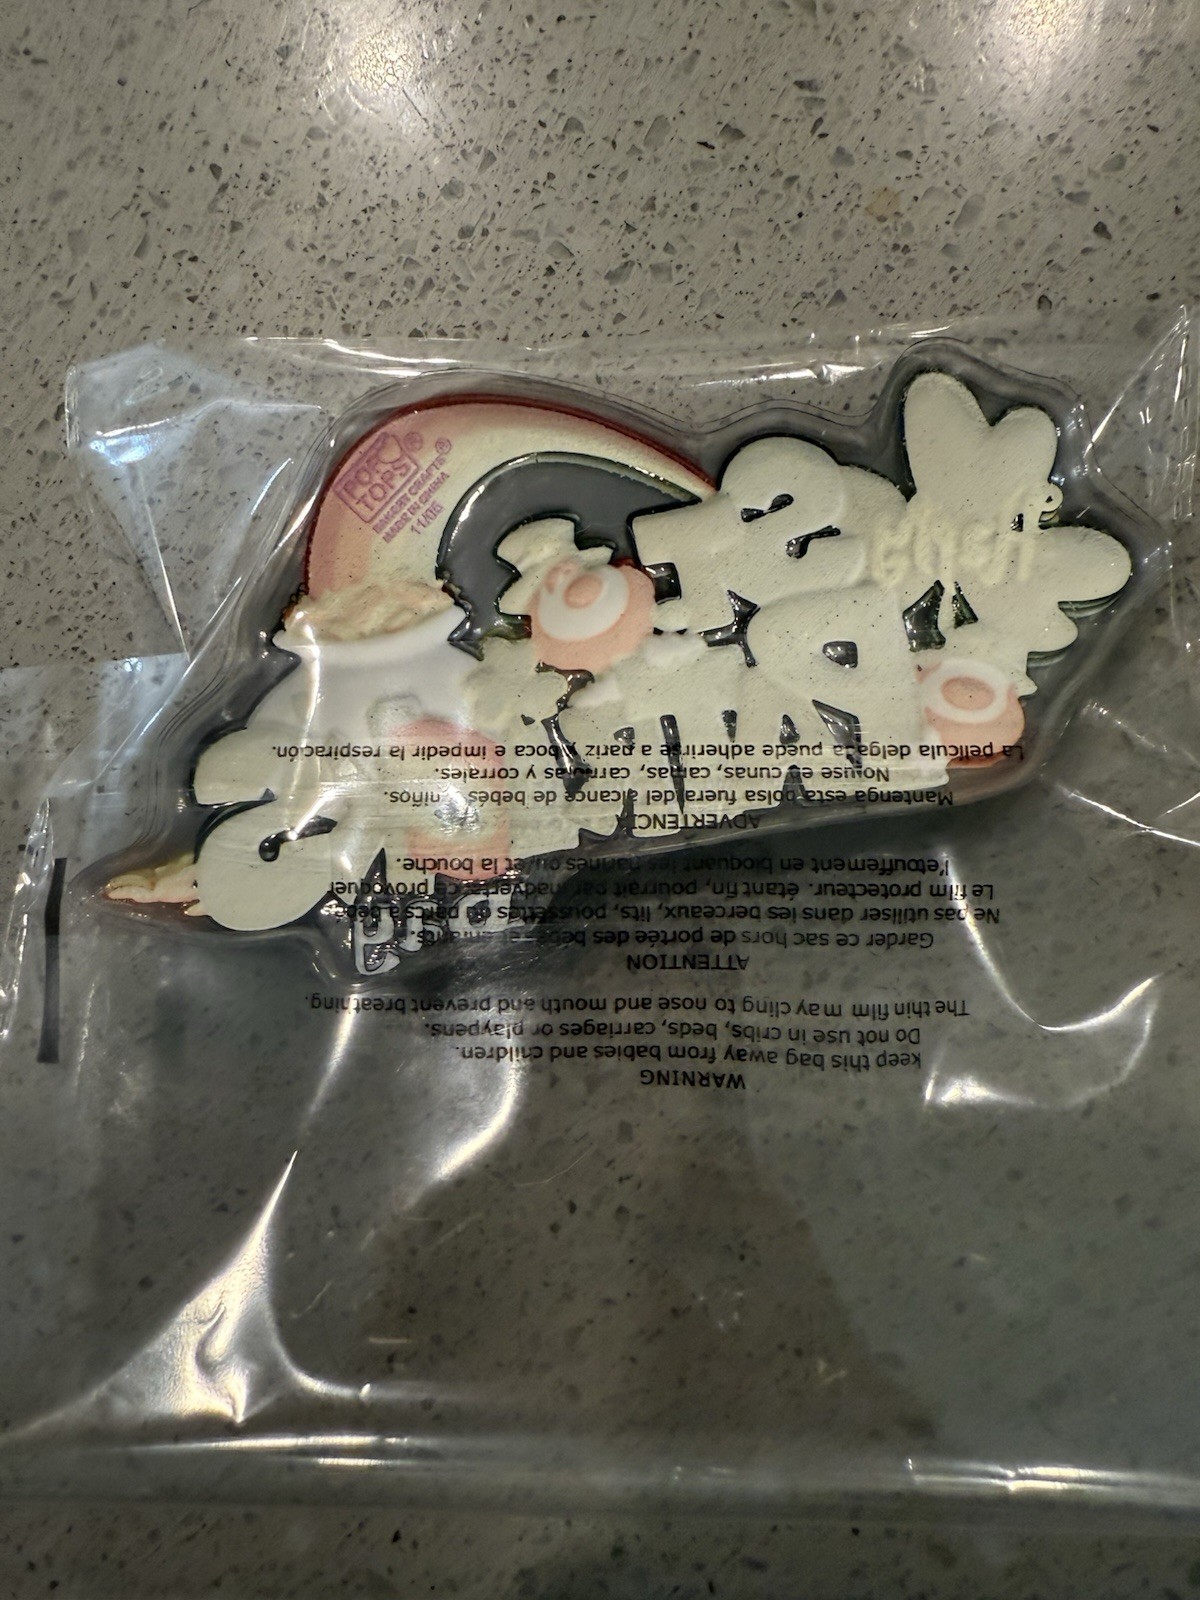 POP
TOPS®
BAKERY CRAFTS®
MADE IN CHINA
11/05
WARNING
keep this bag away from babies and children.
Do not use in cribs, beds, carriages or playpens.
The thin film may cling to nose and mouth and prevent breathing.
ATTENTION
Garder ce sac hors de portée des bébés et enfants.
Ne pas utiliser dans les berceaux, lits, poussettes ou parcs à bébé.
Le film protecteur, étant fin, pourrait par inadvertance provoquer
l'etouffement en bloquant les narines ou/et la bouche.
ADVERTENCIA
Mantenga esta bolsa fuera del alcance de bebés y niños.
No use en cunas, camas, carriolas y corrales.
La película delgada puede adherirse a nariz y boca e impedir la respiración.